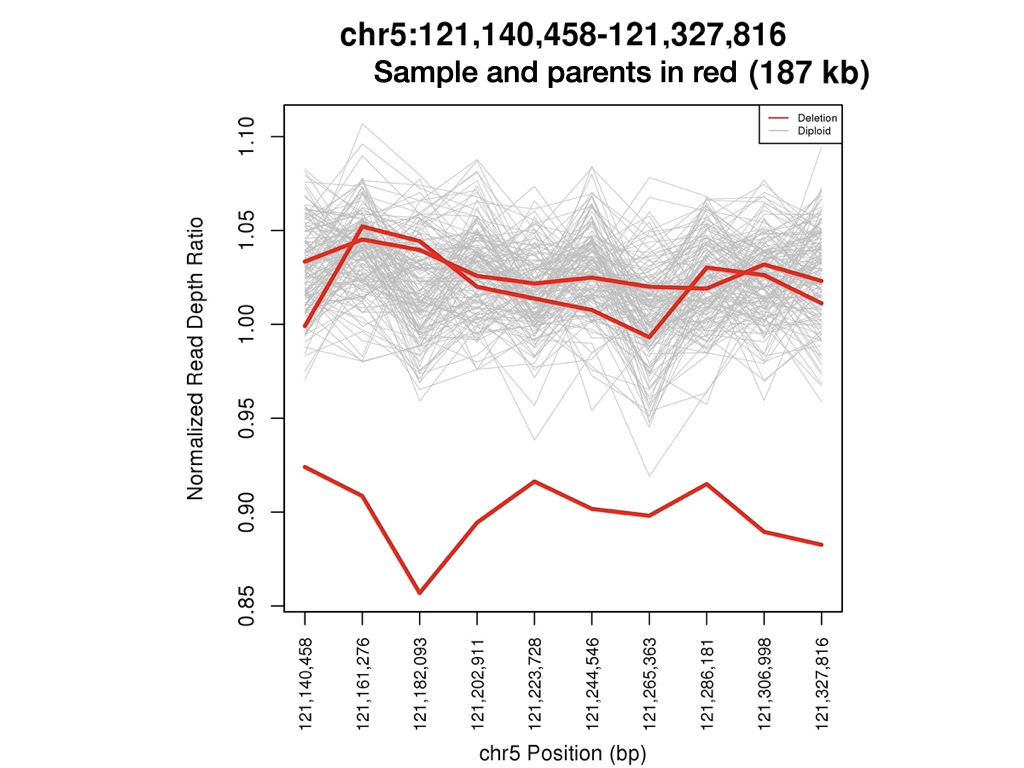 chr5:121,140,458-121,327,816
Sample and parents in red (187 kb)
Deletion
Diploid
1.10
1.05
1.00
0.95
0.90
0.85
Normalized Read Depth Ratio
121,140,458
121,161,276
121,182,093
121,202,911
121,223,728
121,244,546
121,265,363
121,286,181
121,306,998
121,327,816
chr5 Position (bp)